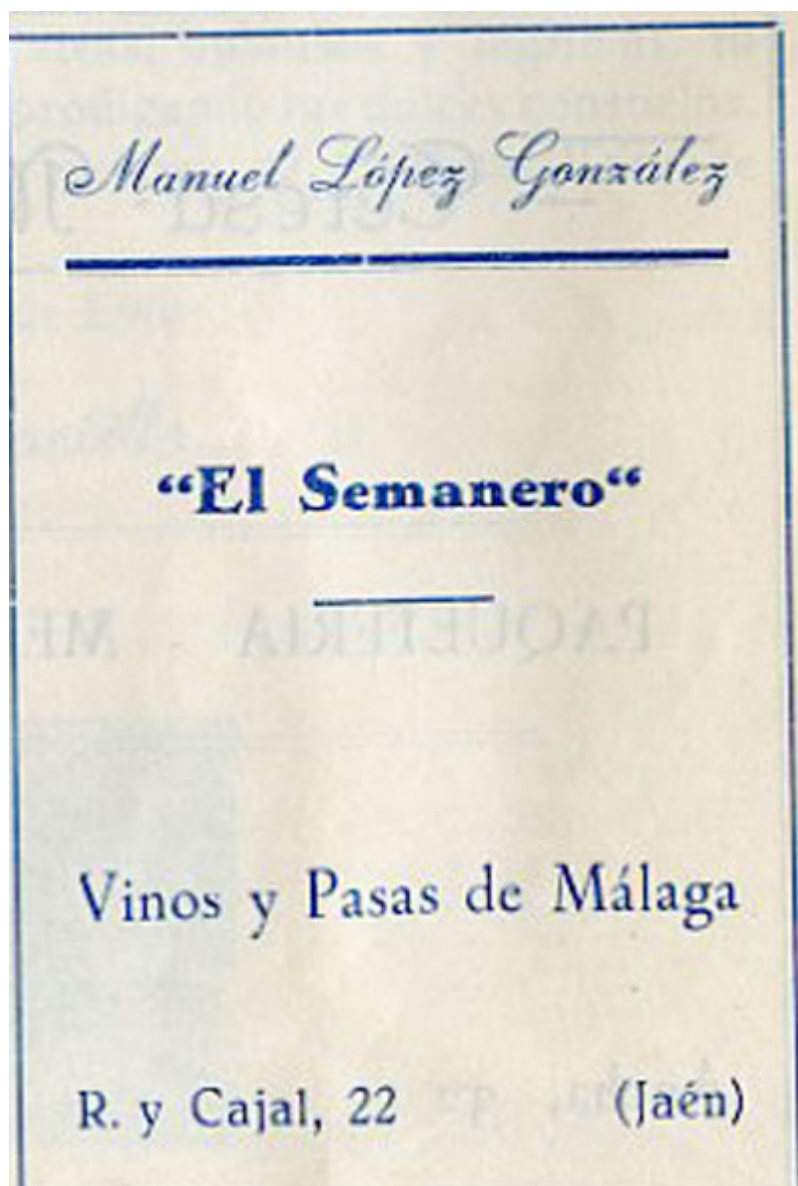 Manuel López González
“El Semanero“
Vinos y Pasas de Málaga
R. y Cajal, 22 (Jaén)